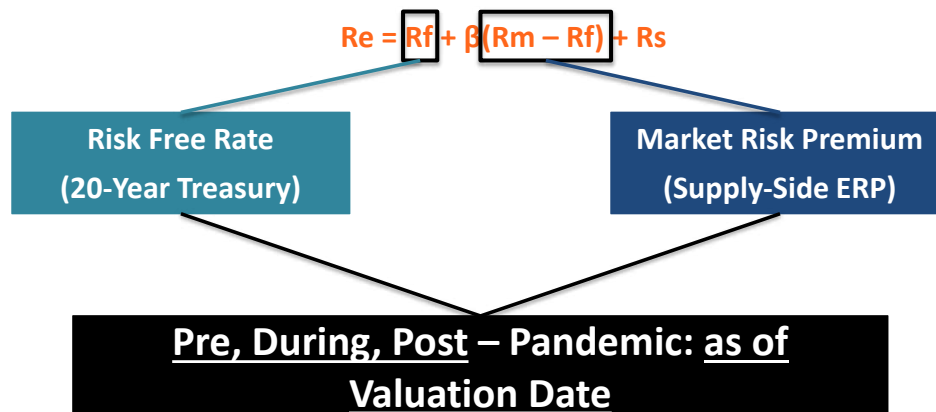 Re = Rf + β(Rm – Rf) + Rs
Risk Free Rate
(20-Year Treasury)
Market Risk Premium
(Supply-Side ERP)
Pre, During, Post – Pandemic: as of
Valuation Date